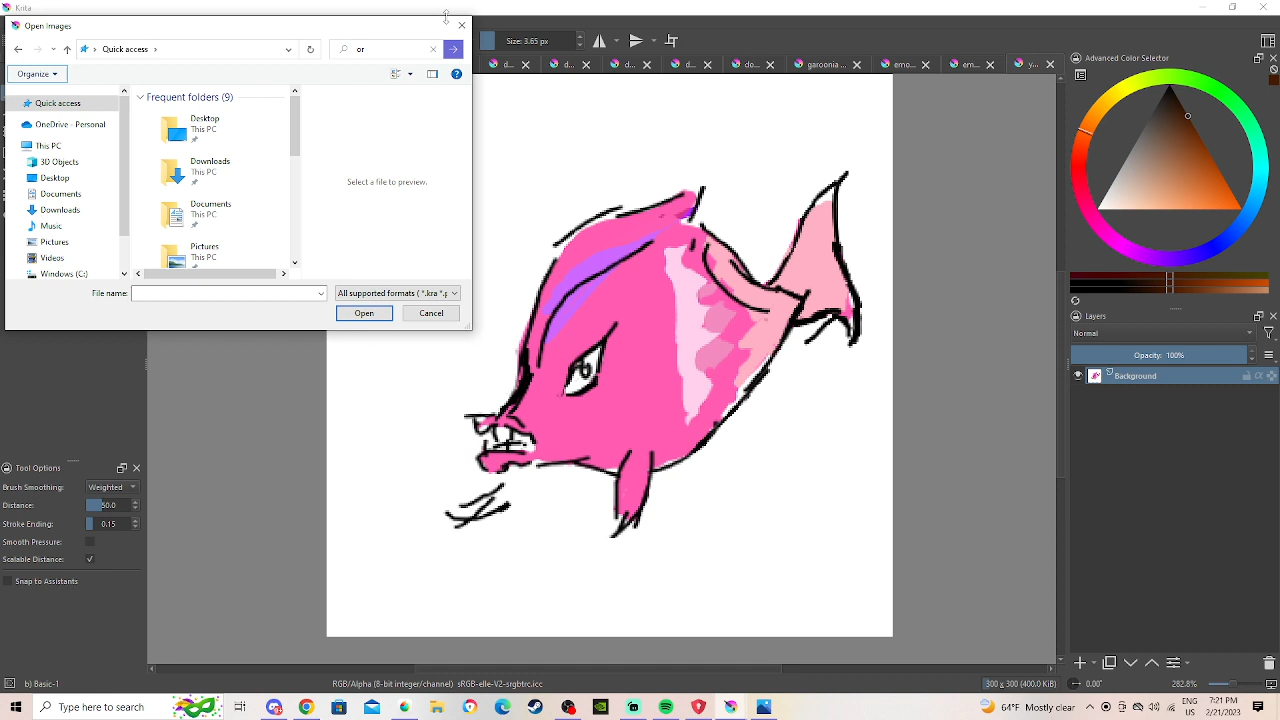 Krita
Open Images
Quick access
or
Organize
Quick access
OneDrive - Personal
This PC
3D Objects
Desktop
Documents
Downloads
Music
Pictures
Videos
Windows (C:)
Frequent folders (9)
Desktop
This PC
Downloads
This PC
Documents
This PC
Pictures
This PC
Select a file to preview.
File name:
All supported formats ( *.kra *.p
Open
Cancel
Size: 3.65 px
d...
d...
d...
d...
do...
garconia...
emo...
em...
y...
Advanced Color Selector
Layers
Normal
Opacity: 100%
Background
Tool Options
Brush Smoothing:
Weighted
Distance:
50.0
Stroke Ending:
0.15
Smooth Pressure:
Scalable Distance:
Snap to Assistants
b) Basic-1
RGB/Alpha (8-bit integer/channel) sRGB-elle-V2-srgbtrc.icc
300 x 300 (400.0 KiB)
0.00°
282.8%
Type here to search
64°F Mostly clear
ENG
US
7:21 PM
2/21/2023